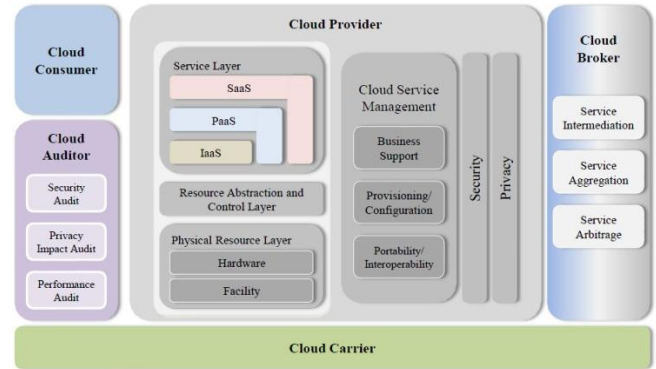 Cloud
Consumer
Cloud
Auditor
Security
Audit
Privacy
Impact Audit
Performance
Audit
Cloud Provider
Service Layer
SaaS
PaaS
IaaS
Resource Abstraction and
Control Layer
Physical Resource Layer
Hardware
Facility
Cloud Service
Management
Business
Support
Provisioning/
Configuration
Portability/
Interoperability
Security
Privacy
Cloud
Broker
Service
Intermediation
Service
Aggregation
Service
Arbitrage
Cloud Carrier